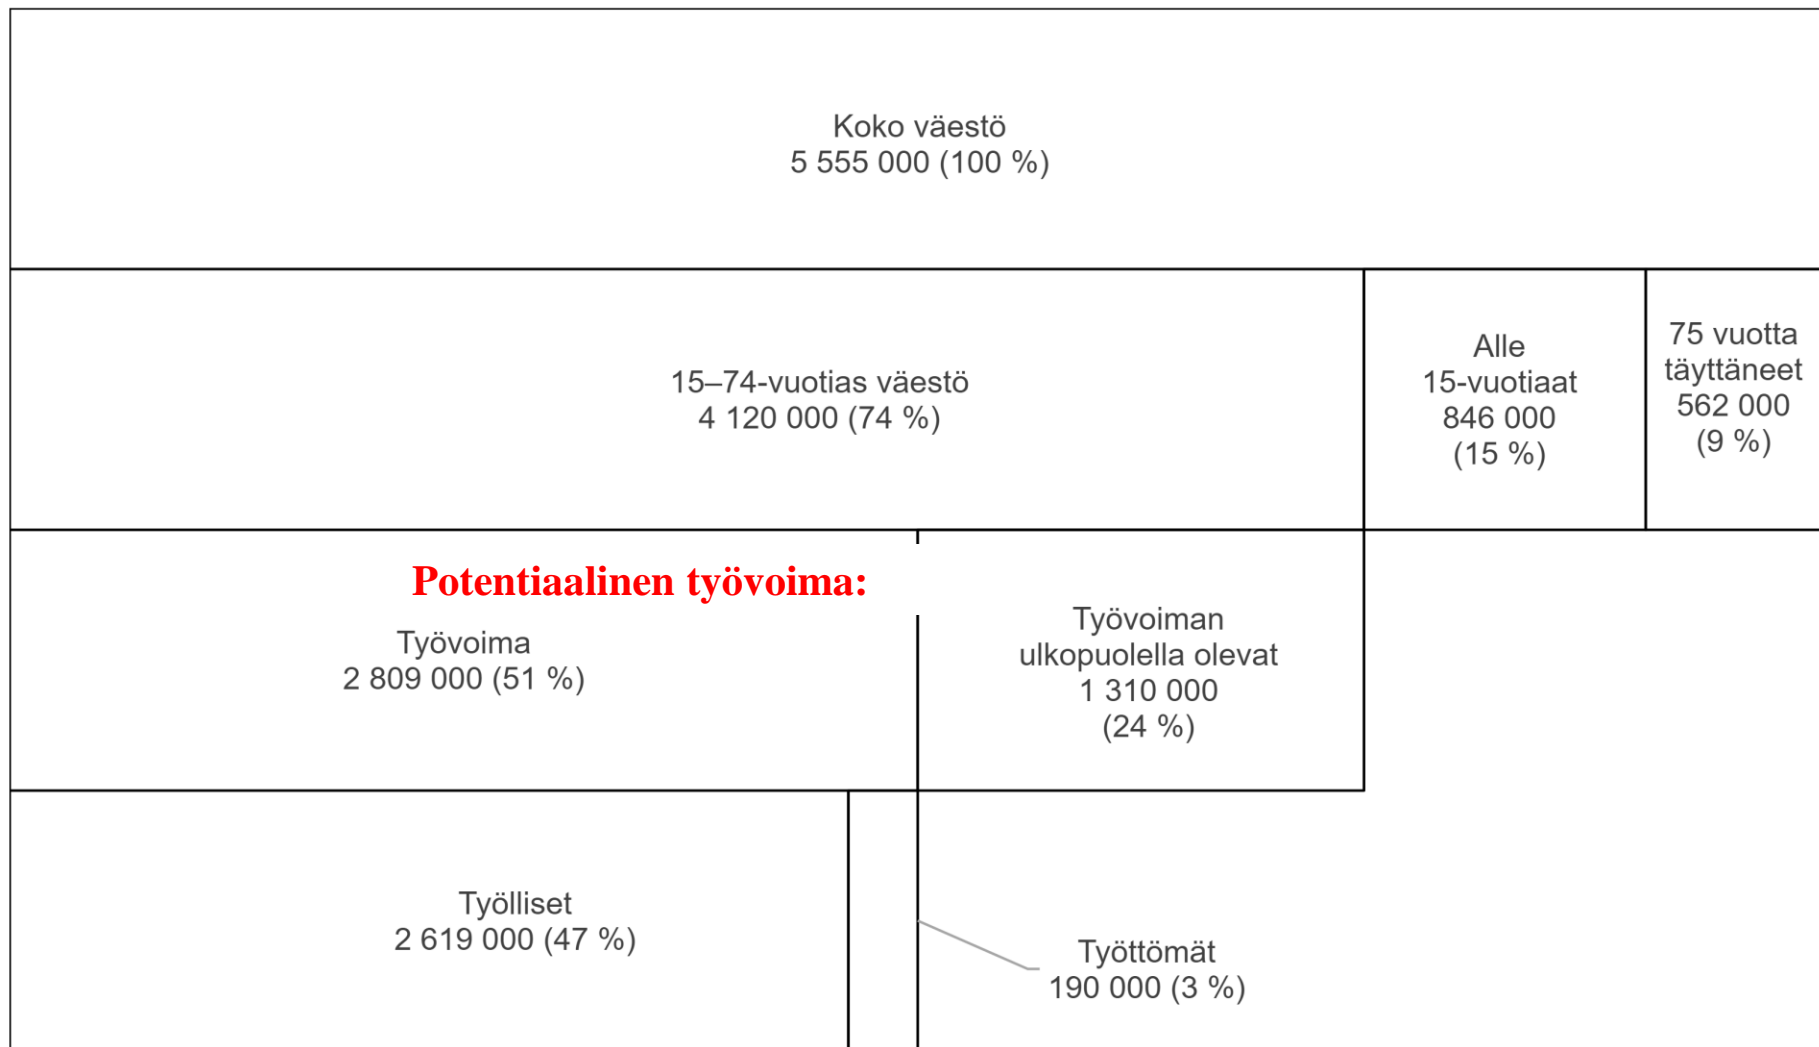 Koko väestö
5 555 000 (100 %)
15–74-vuotias väestö
4 120 000 (74 %)
Alle
15-vuotiaat
846 000
(15 %)
75 vuotta
täyttäneet
562 000
(9 %)
Potentiaalinen työvoima:
Työvoima
2 809 000 (51 %)
Työvoiman
ulkopuolella olevat
1 310 000
(24 %)
Työlliset
2 619 000 (47 %)
Työttömät
190 000 (3 %)